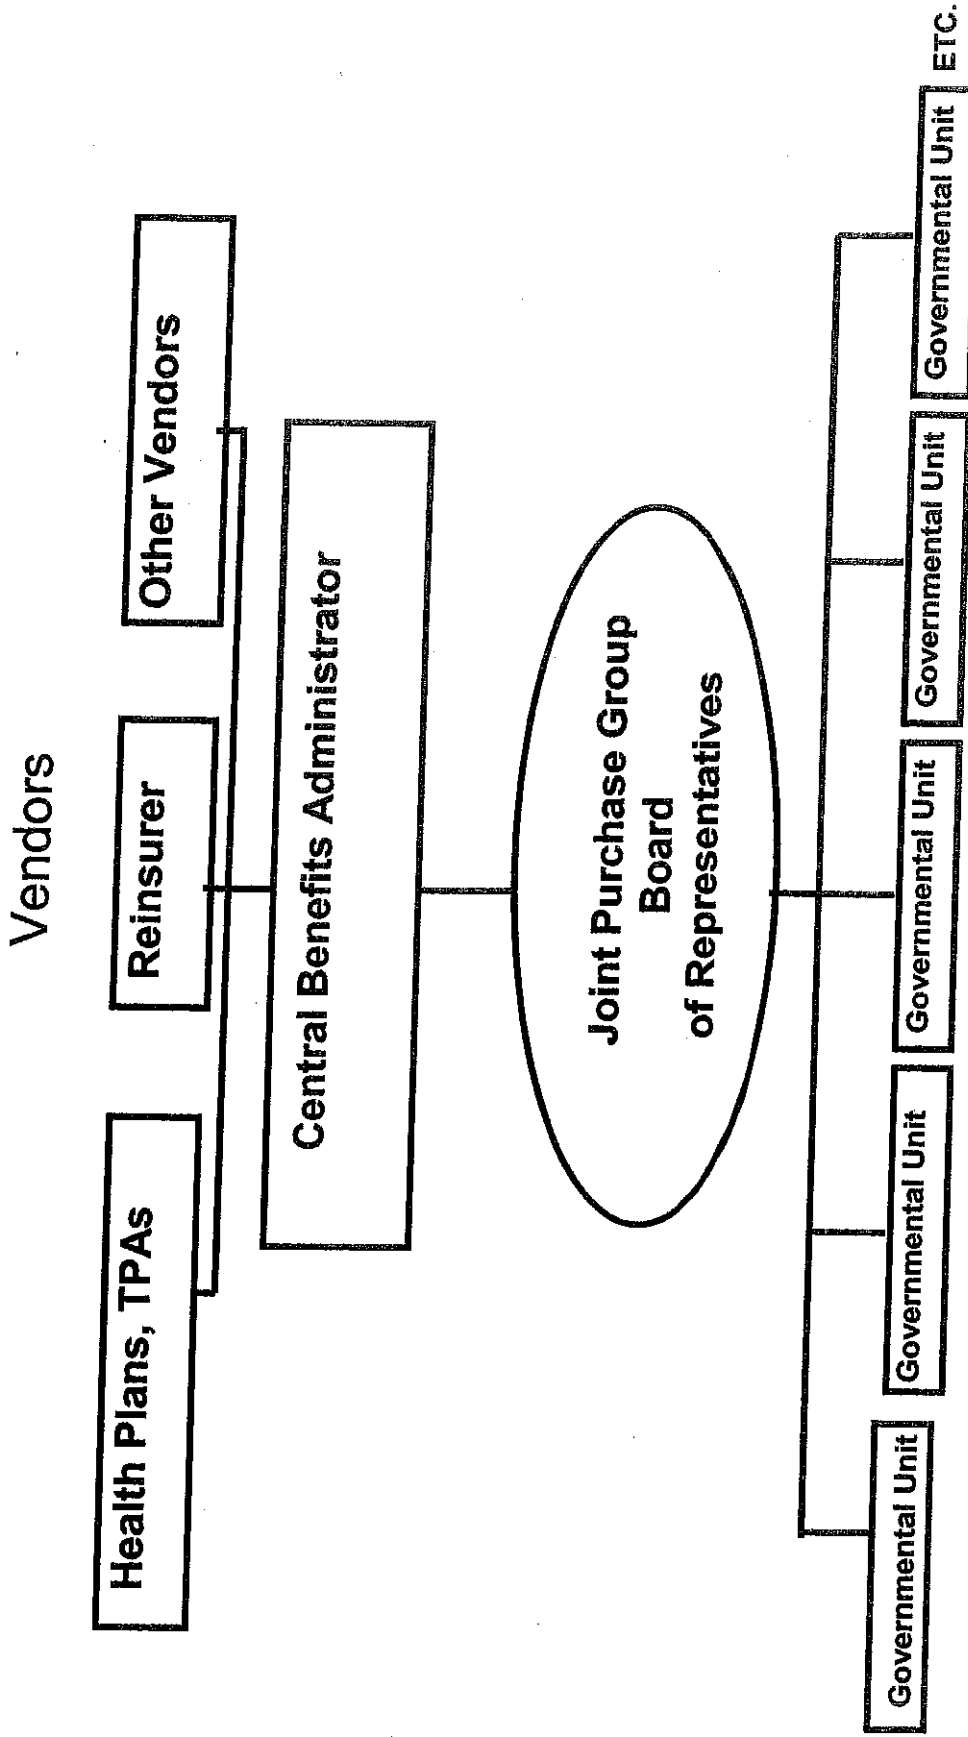 Vendors
Health Plans, TPAs
Reinsurer
Other Vendors
Central Benefits Administrator
Joint Purchase Group
Board
of Representatives
Governmental Unit
Governmental Unit
Governmental Unit
Governmental Unit
Governmental Unit
ETC.